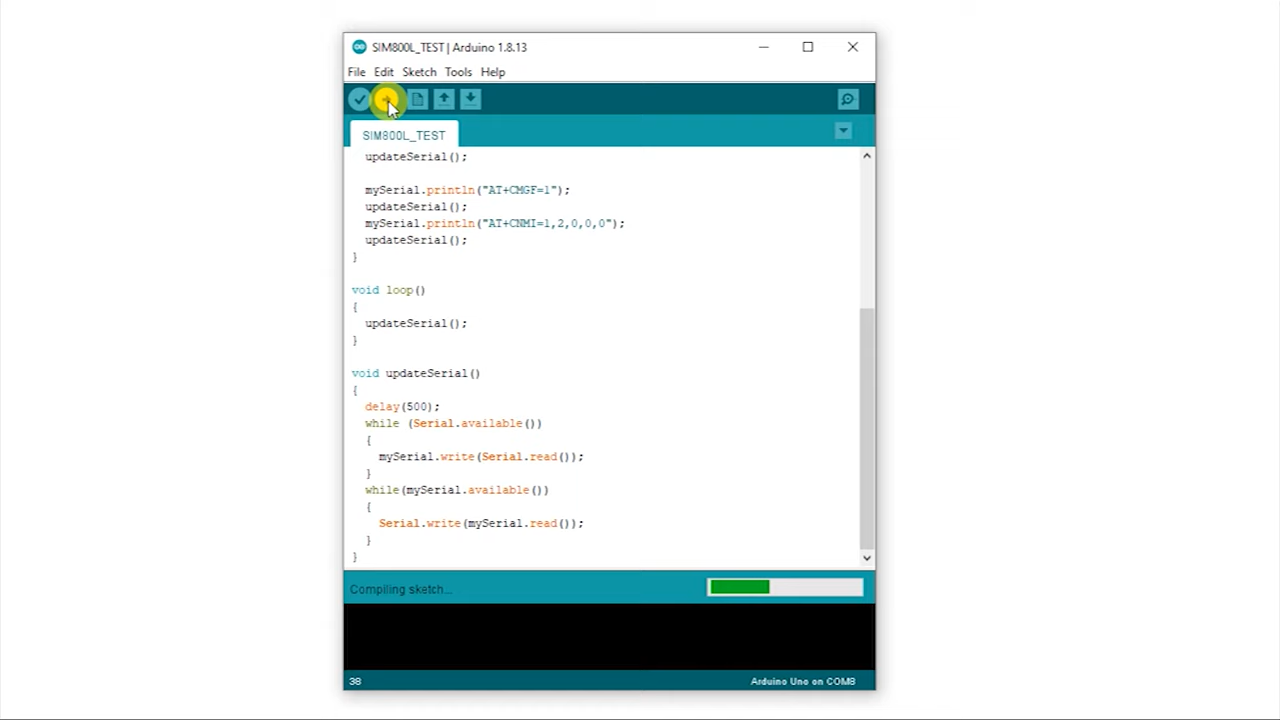 SIM800L_TEST | Arduino 1.8.13
File Edit Sketch Tools Help
SIM800L_TEST
updateSerial();
mySerial.println("AT+CMGF=1");
updateSerial();
mySerial.println("AT+CNMI=1,2,0,0,0");
updateSerial();
}
void loop()
{
updateSerial();
}
void updateSerial()
{
delay(500);
while (Serial.available())
{
mySerial.write(Serial.read());
}
while(mySerial.available())
{
Serial.write(mySerial.read());
}
}
Compiling sketch...
38 Arduino Uno on COM8